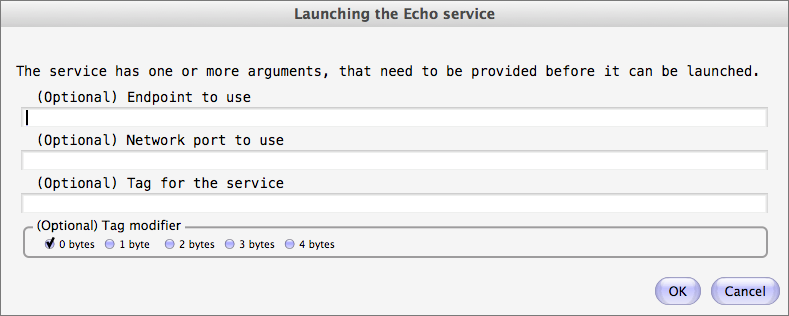 Launching the Echo service
The service has one or more arguments, that need to be provided before it can be launched.
(Optional) Endpoint to use
(Optional) Network port to use
(Optional) Tag for the service
(Optional) Tag modifier
0 bytes 1 byte 2 bytes 3 bytes 4 bytes
OK Cancel